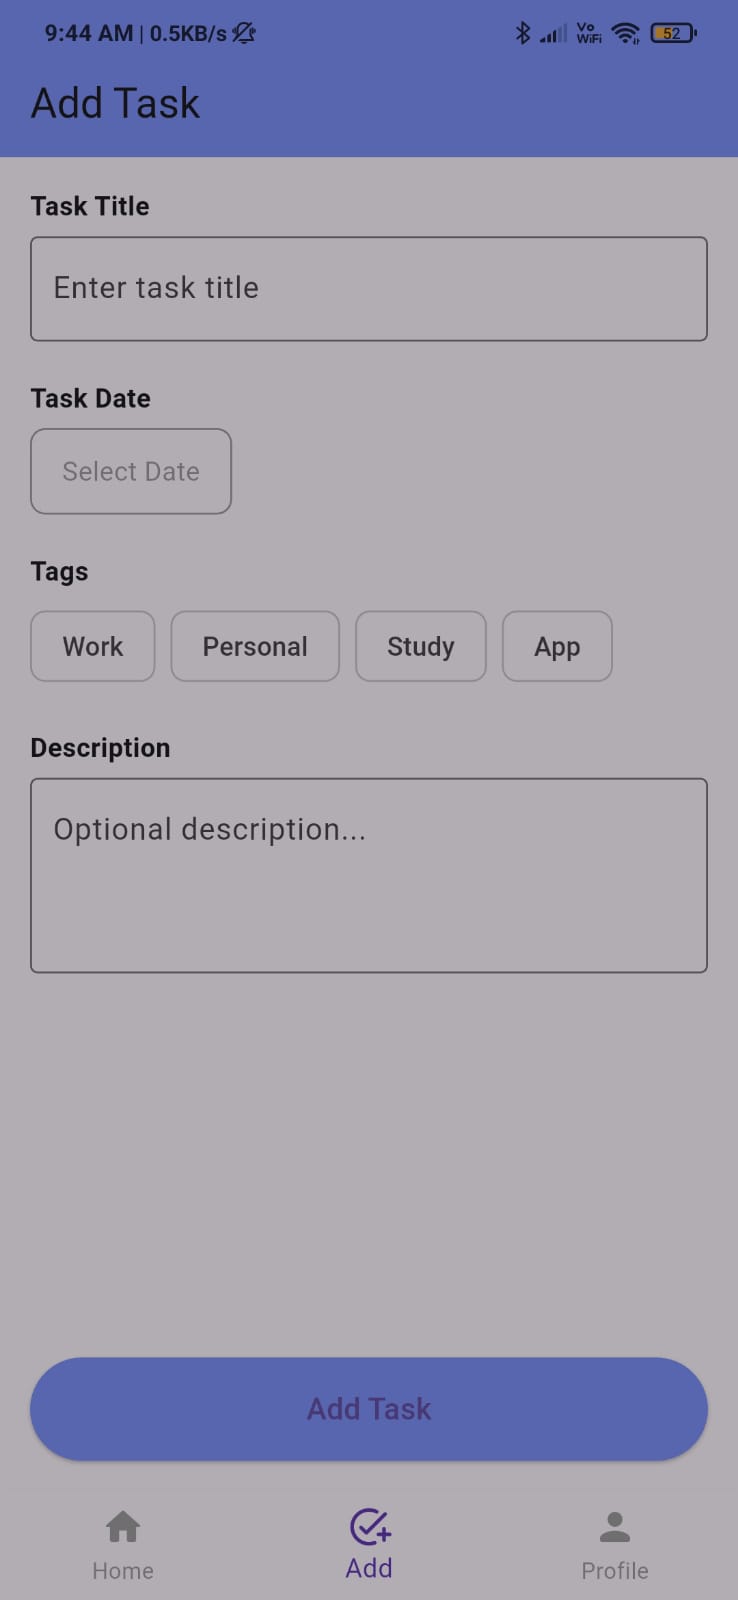 9:44 AM | 0.5KB/s Vo WiFi 52
Add Task
Task Title
Enter task title
Task Date
Select Date
Tags
Work Personal Study App
Description
Optional description...
Add Task
Home Add Profile